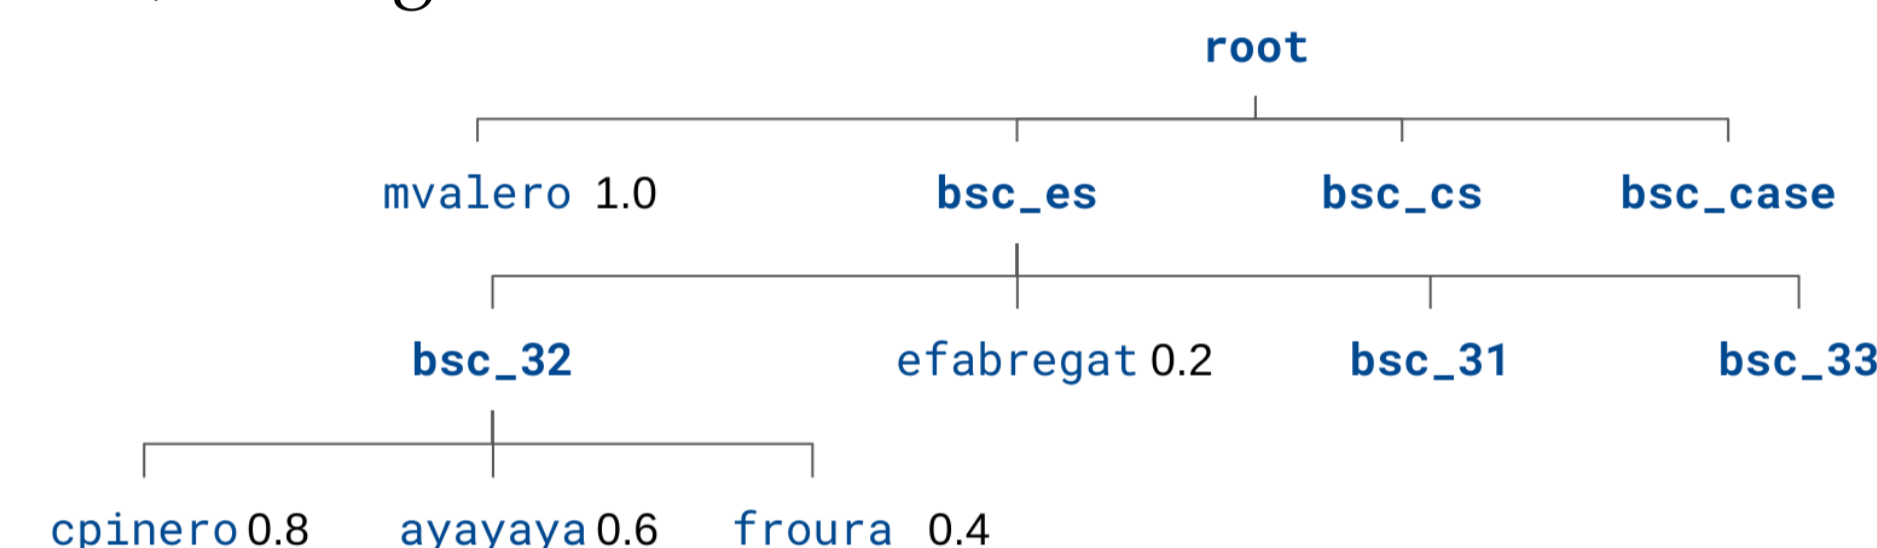 root
mvalero 1.0 bsc_es bsc_cs bsc_case
bsc_32 efabregat 0.2 bsc_31 bsc_33
cpinero 0.8 ayayaya 0.6 froura 0.4